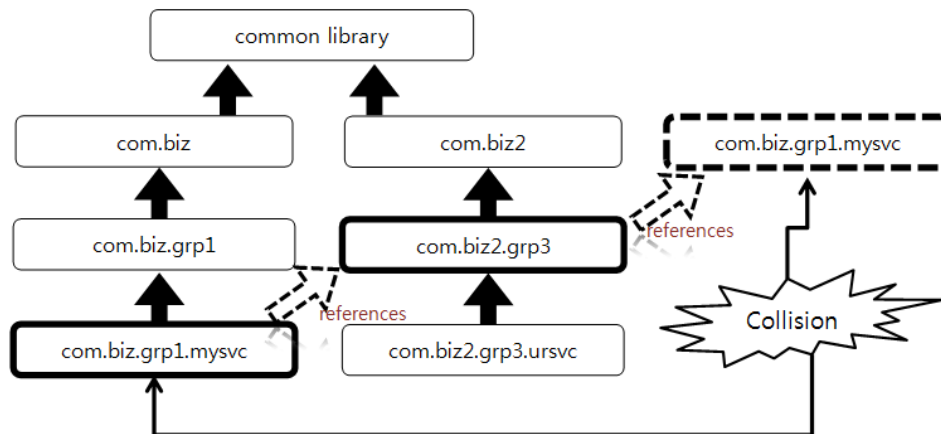 common library
com.biz
com.biz2
com.biz.grp1.mysvc
com.biz.grp1
com.biz2.grp3
references
references
com.biz.grp1.mysvc
com.biz2.grp3.ursvc
Collision